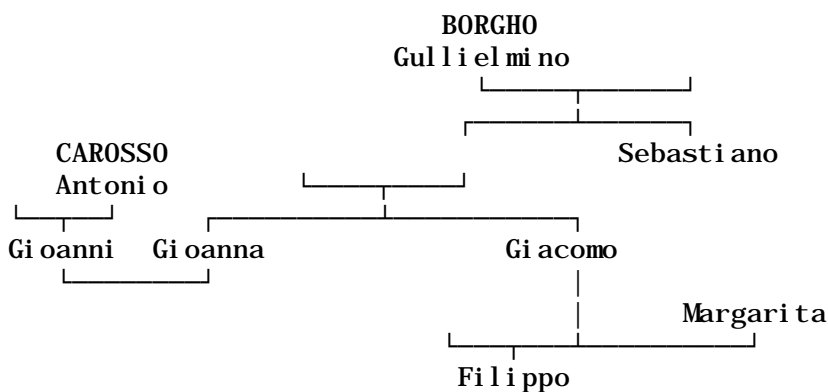 BORGHO
Gullielmino
CAROSSO
Sebastiano
Antonio
Gioanni Gioanna Giacomo
Margarita
Filippo